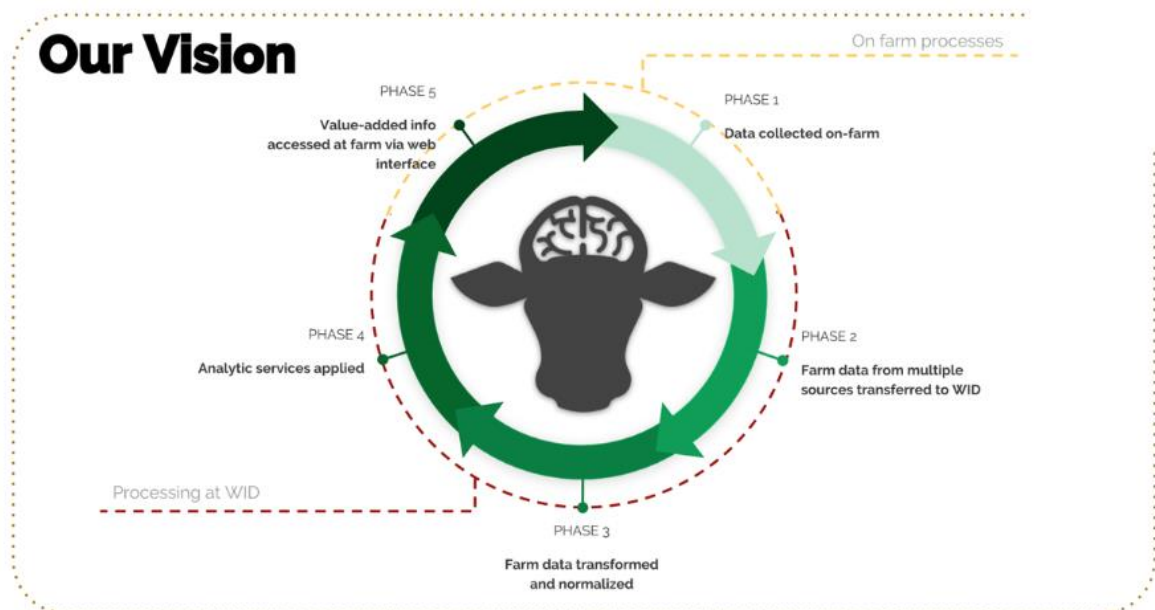 Our Vision
On farm processes
PHASE 1
Data collected on-farm
PHASE 2
Farm data from multiple
sources transferred to WID
PHASE 3
Farm data transformed
and normalized
PHASE 4
Analytic services applied
PHASE 5
Value-added info
accessed at farm via web
interface
Processing at WID